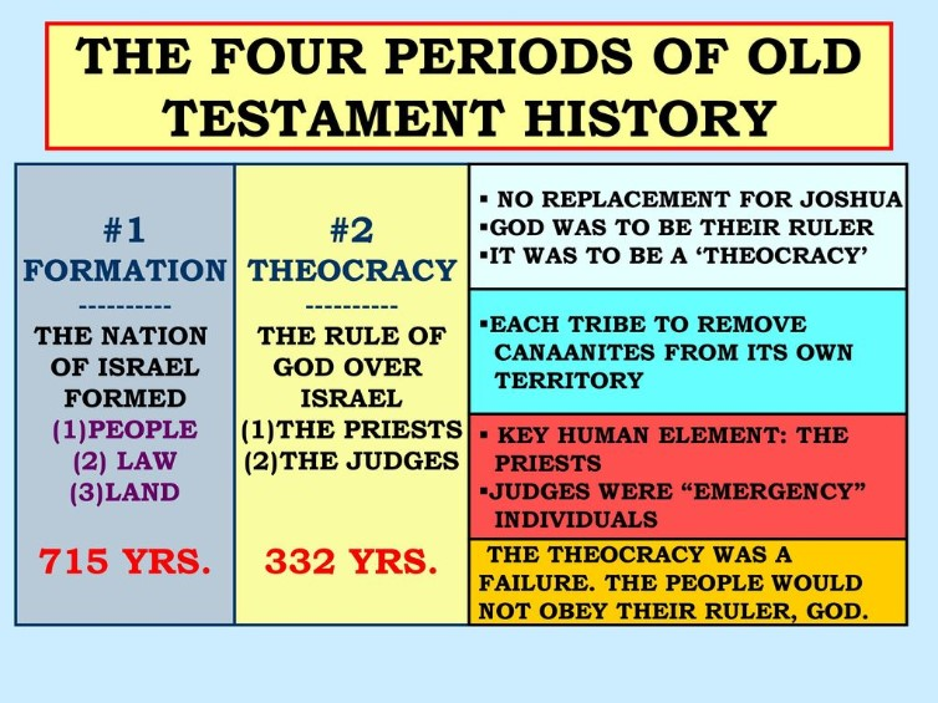 THE FOUR PERIODS OF OLD
TESTAMENT HISTORY
#1
FORMATION
----------
THE NATION
OF ISRAEL
FORMED
(1)PEOPLE
(2) LAW
(3)LAND
715 YRS.
#2
THEOCRACY
----------
THE RULE OF
GOD OVER
ISRAEL
(1)THE PRIESTS
(2)THE JUDGES
332 YRS.
▪ NO REPLACEMENT FOR JOSHUA
▪GOD WAS TO BE THEIR RULER
▪IT WAS TO BE A ‘THEOCRACY’
▪EACH TRIBE TO REMOVE
CANAANITES FROM ITS OWN
TERRITORY
▪ KEY HUMAN ELEMENT: THE
PRIESTS
▪JUDGES WERE “EMERGENCY”
INDIVIDUALS
THE THEOCRACY WAS A
FAILURE. THE PEOPLE WOULD
NOT OBEY THEIR RULER, GOD.